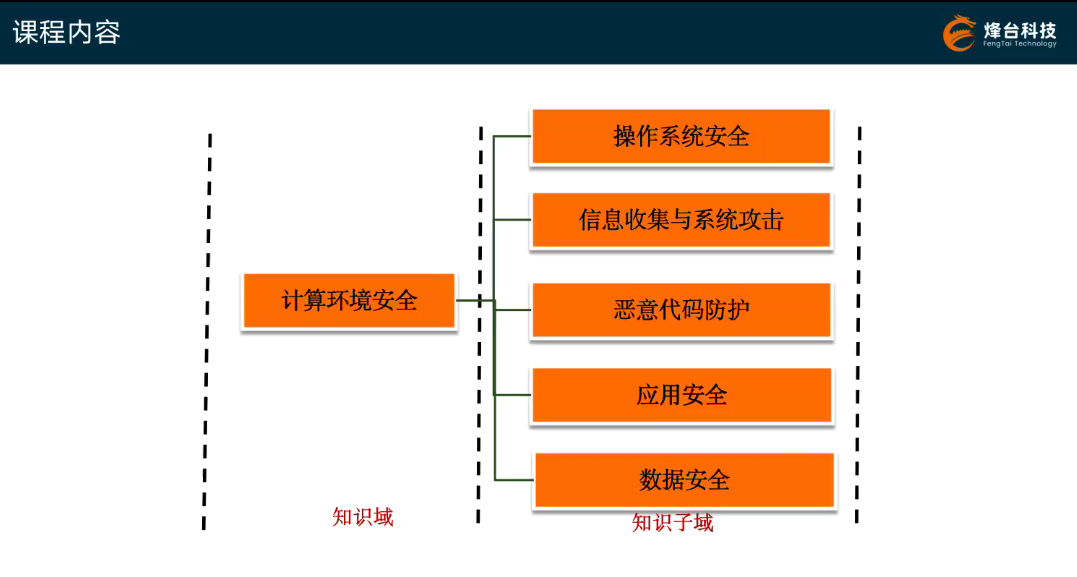 课程内容
烽台科技
FengTai Technology
操作系统安全
信息收集与系统攻击
计算环境安全
恶意代码防护
应用安全
数据安全
知识域
知识子域